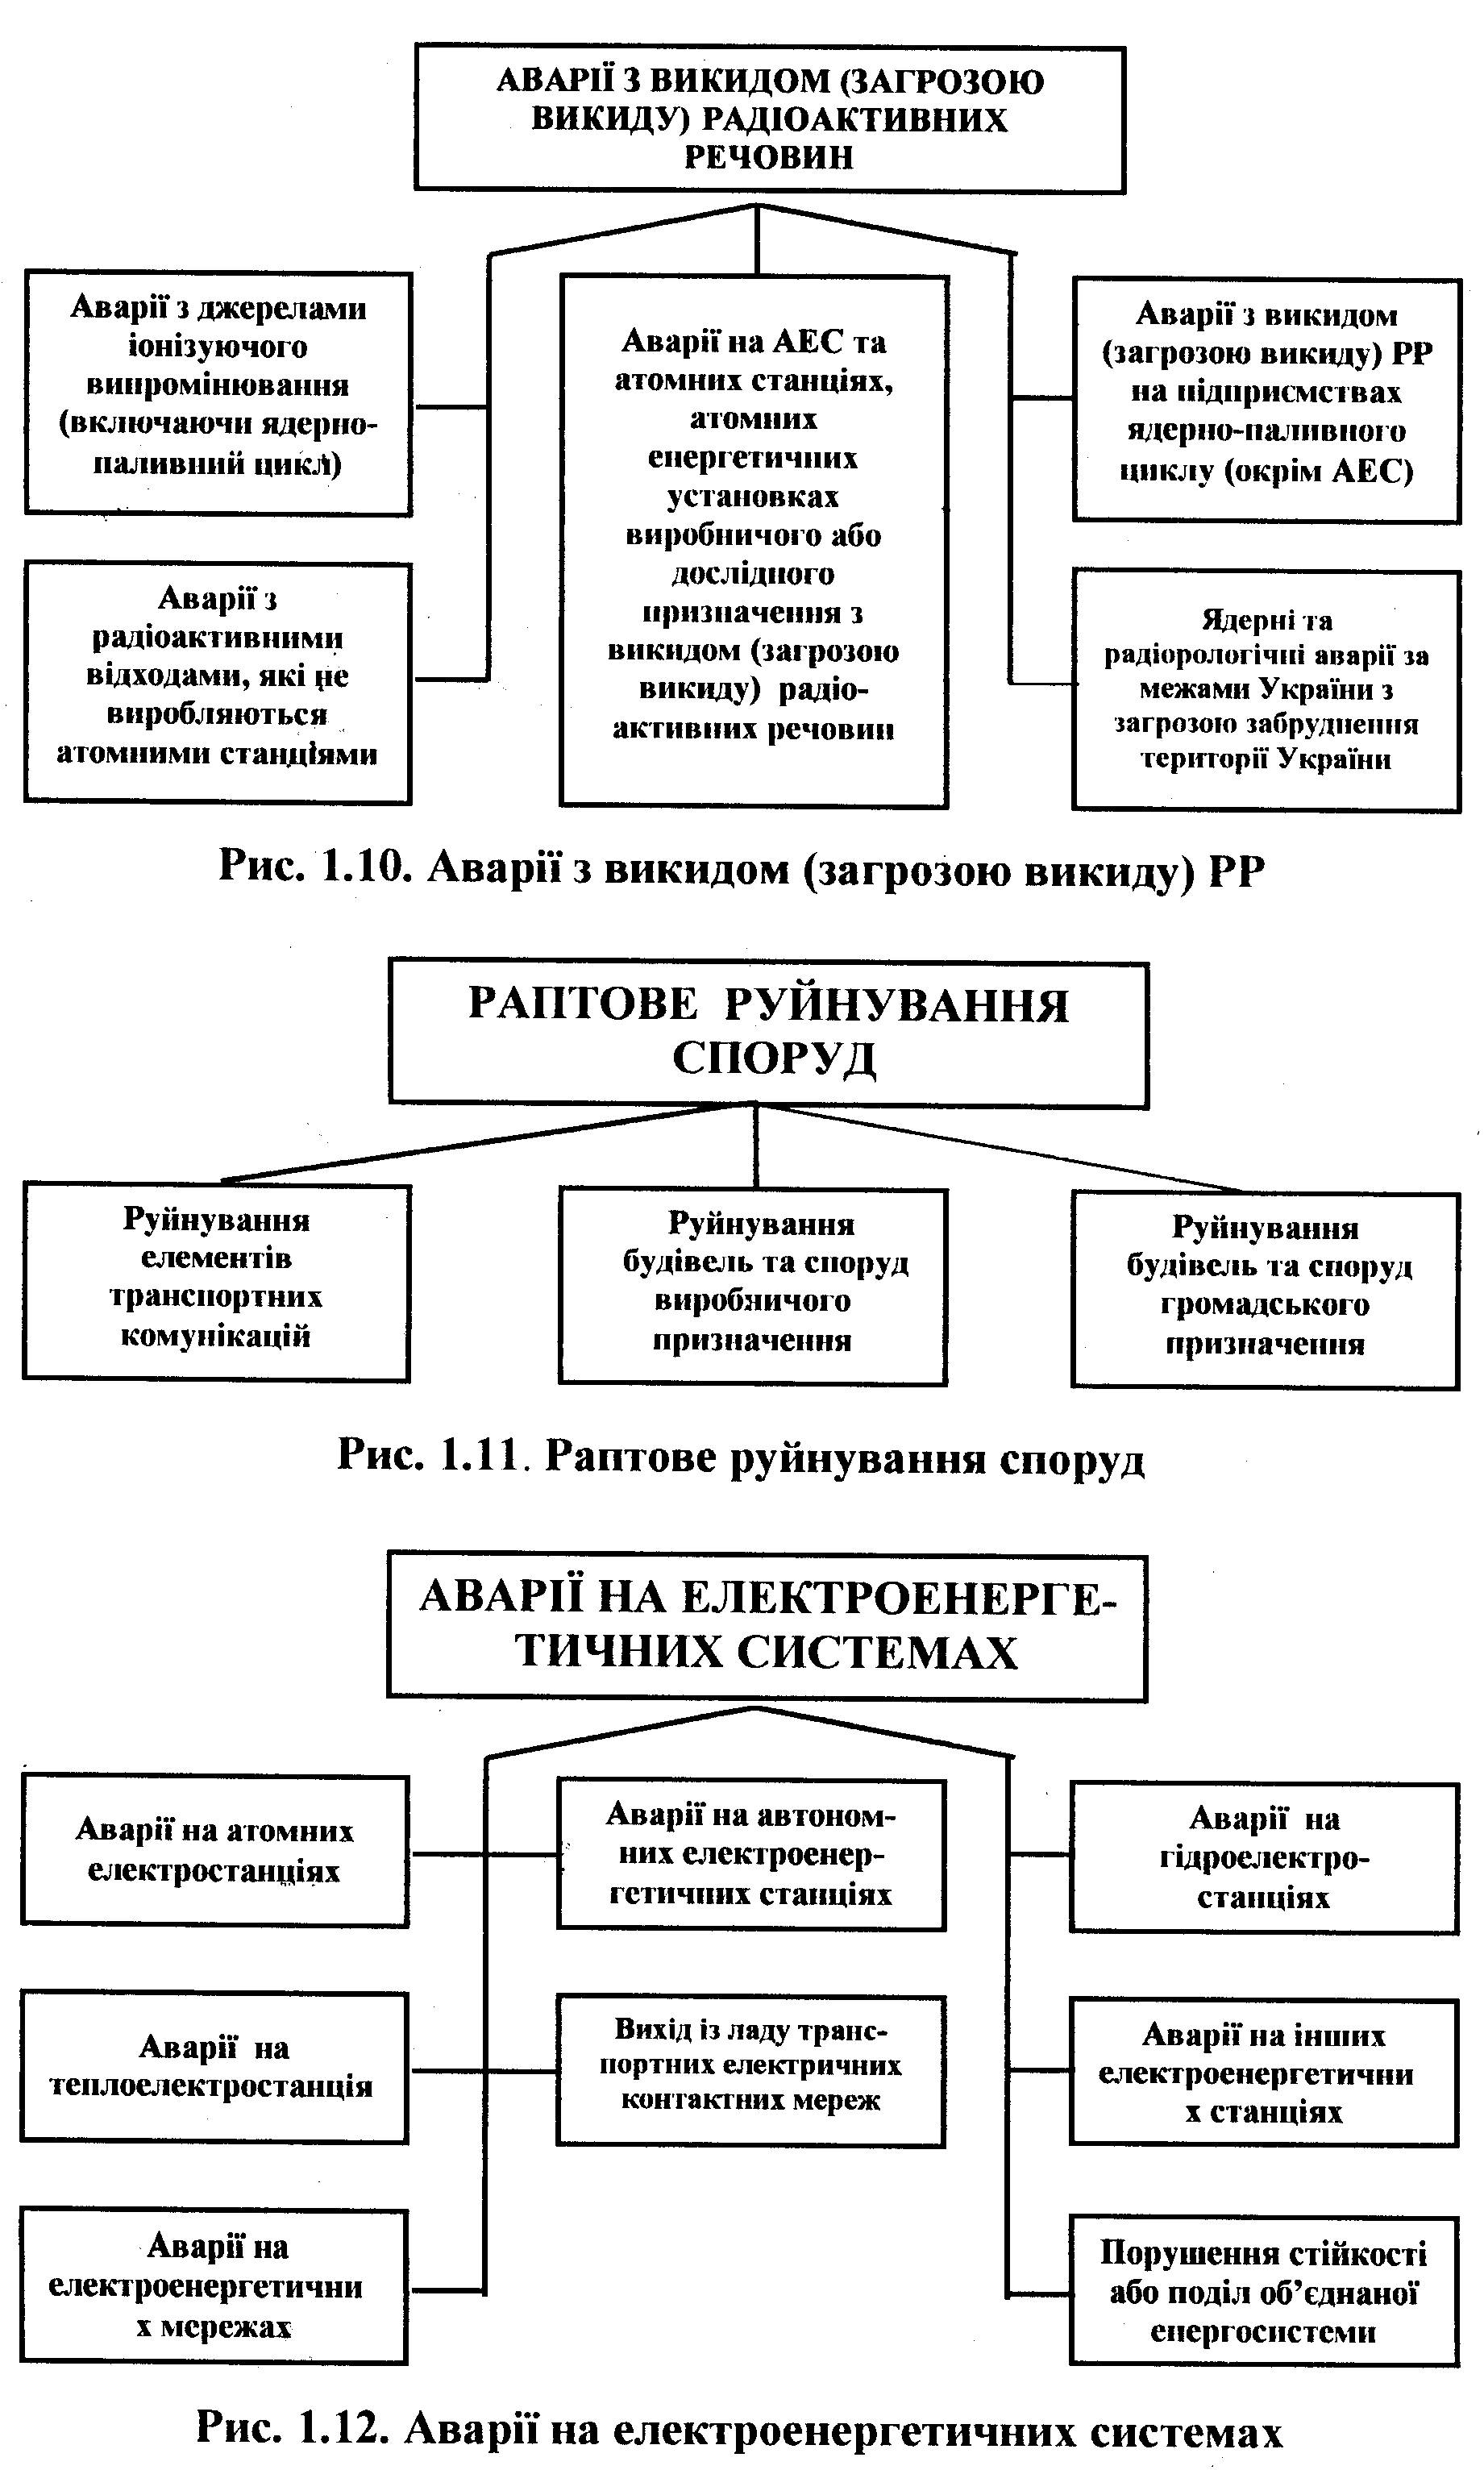 АВАРІЇ З ВИКИДОМ (ЗАГРОЗОЮ
ВИКИДУ) РАДІОАКТИВНИХ
РЕЧОВИН
Аварії з джерелами
іонізуючого
випромінювання
(включаючи ядерно-
паливний цикл)
Аварії з
радіоактивними
відходами, які не
виробляються
атомними станціями
Аварії на АЕС та
атомних станціях,
атомних
енергетичних
установках
виробничого або
дослідного
призначення з
викидом (загрозою
викиду) радіо-
активних речовин
Аварії з викидом
(загрозою викиду) РР
на підприємствах
ядерно-паливного
циклу (окрім АЕС)
Ядерні та
радіорологічні аварії за
межами України з
загрозою забруднення
території України
Рис. 1.10. Аварії з викидом (загрозою викиду) РР
РАПТОВЕ РУЙНУВАННЯ
СПОРУД
Руйнування
елементів
транспортних
комунікацій
Руйнування
будівель та споруд
виробничого
призначення
Руйнування
будівель та споруд
громадського
призначення
Рис. 1.11. Раптове руйнування споруд
АВАРІЇ НА ЕЛЕКТРОЕНЕРГЕ-
ТИЧНИХ СИСТЕМАХ
Аварії на атомних
електростанціях
Аварії на автоном-
них електроенер-
гетичних станціях
Аварії на
гідроелектро-
станціях
Аварії на
теплоелектростанція
Вихід із ладу транс-
портних електричних
контактних мереж
Аварії на інших
електроенергетични
х станціях
Аварії на
електроенергетични
х мережах
Порушення стійкості
або поділ об’єднаної
енергосистеми
Рис. 1.12. Аварії на електроенергетичних системах